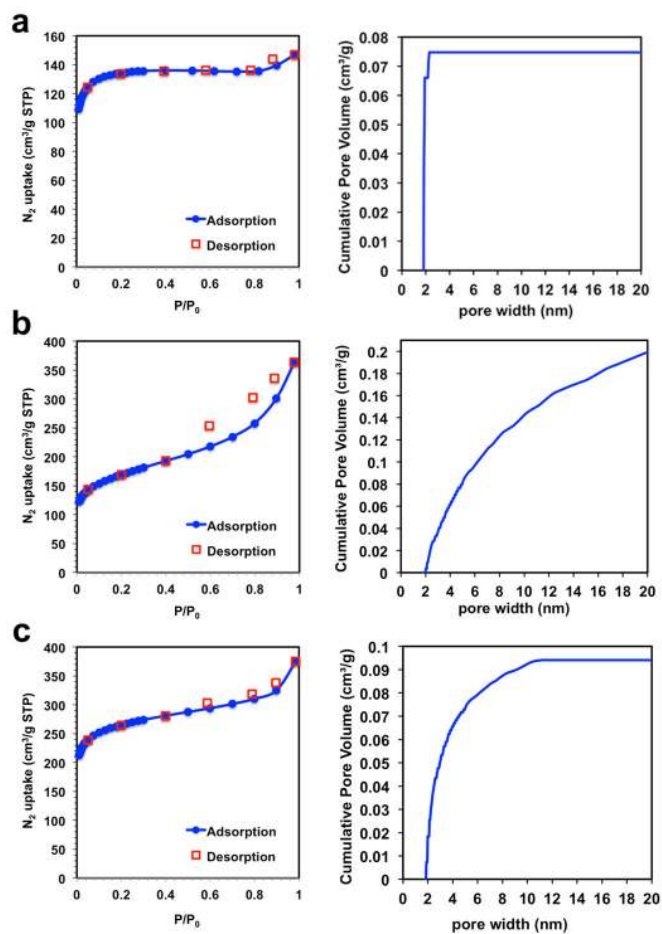 a
160
140
120
100
80
60
40
20
0
N₂ uptake (cm³/g STP)
Adsorption
Desorption
0 0.2 0.4 0.6 0.8 1
P/P₀
0.08
0.07
0.06
0.05
0.04
0.03
0.02
0.01
0
Cumulative Pore Volume (cm³/g)
0 2 4 6 8 10 12 14 16 18 20
pore width (nm)
b
400
350
300
250
200
150
100
50
0
N₂ uptake (cm³/g STP)
Adsorption
Desorption
0 0.2 0.4 0.6 0.8 1
P/P₀
0.2
0.18
0.16
0.14
0.12
0.1
0.08
0.06
0.04
0.02
0
Cumulative Pore Volume (cm³/g)
0 2 4 6 8 10 12 14 16 18 20
pore width (nm)
c
400
350
300
250
200
150
100
50
0
N₂ uptake (cm³/g STP)
Adsorption
Desorption
0 0.2 0.4 0.6 0.8 1
P/P₀
0.1
0.09
0.08
0.07
0.06
0.05
0.04
0.03
0.02
0.01
0
Cumulative Pore Volume (cm³/g)
0 2 4 6 8 10 12 14 16 18 20
pore width (nm)